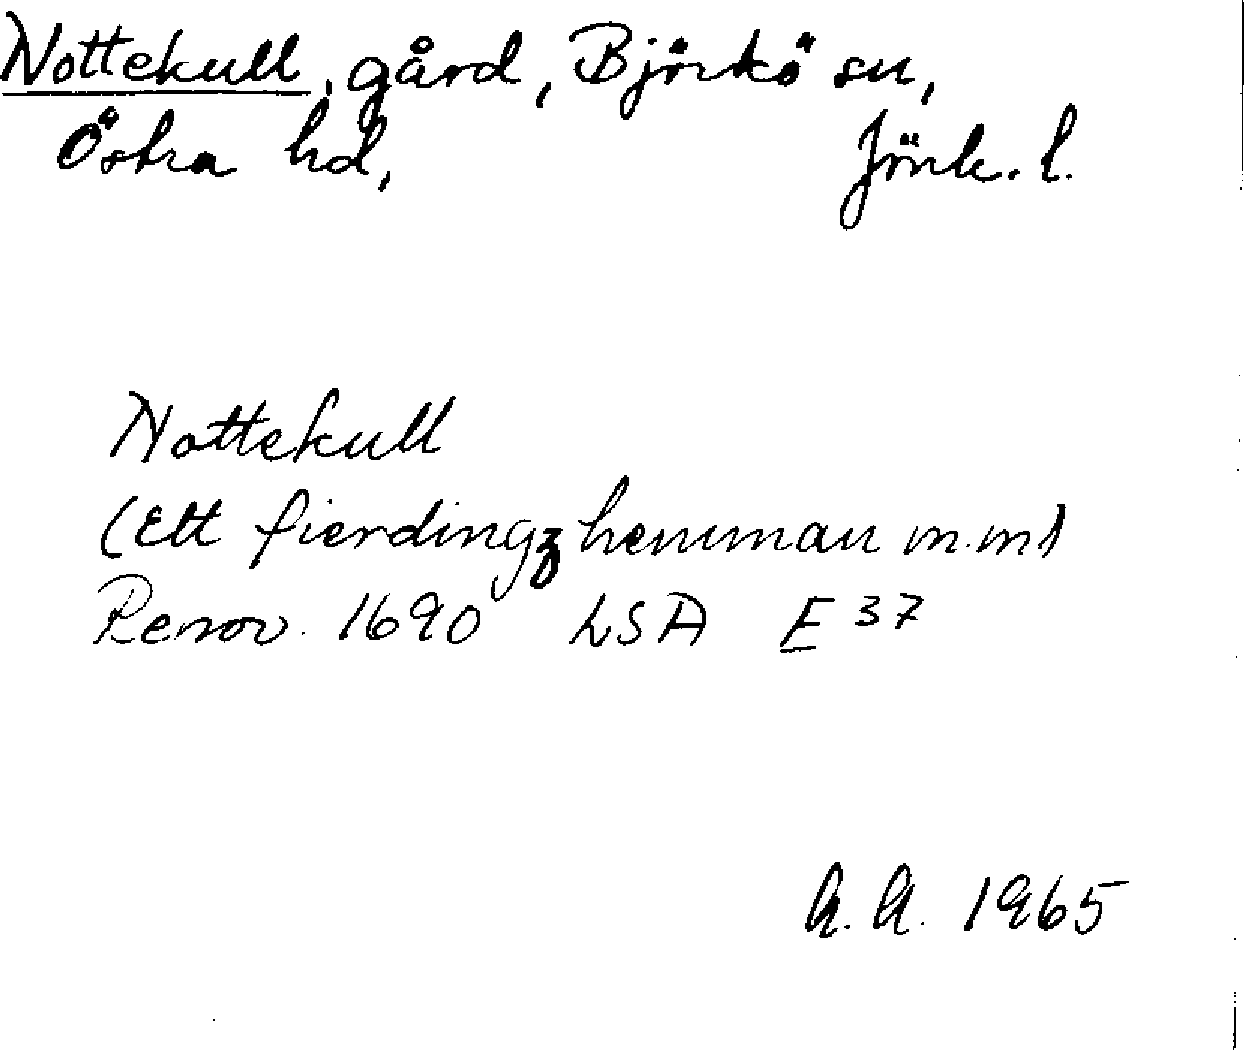 Nottekull, gård, Björkö sn,
Östra hd, Jönk. l.
Nottekull
(Ett fierdingz hemman m.m)
Renov. 1690 LSA E 37
A. A. 1965